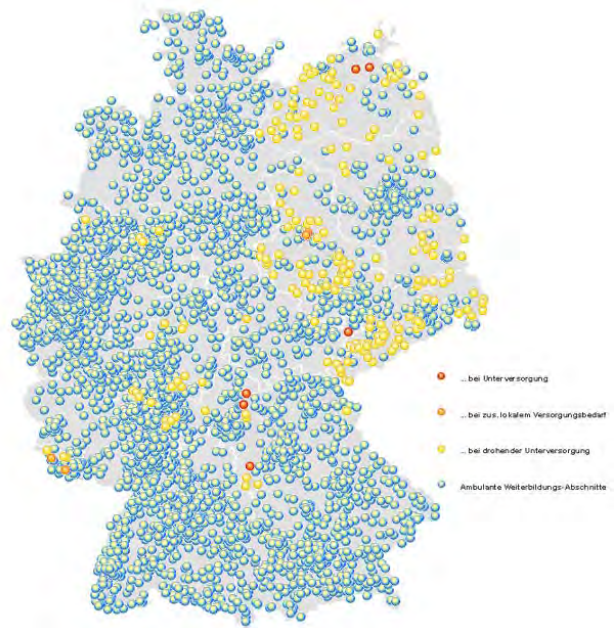 ...bei Unterversorgung
...bei zus. lokalem Versorgungsbedarf
...bei drohender Unterversorgung
Ambulante Weiterbildungs-Abschnitte